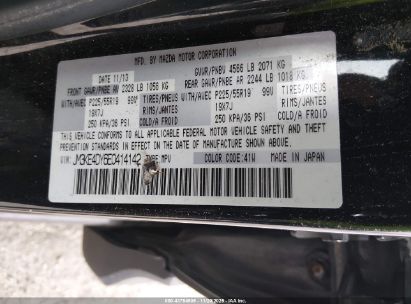 MFD. BY MAZDA MOTOR CORPORATION
11/13 GVWR/PNBV 4566 LB 2071 KG
FRONT GAWR/PNBE AV 2328 LB 1056 KG REAR GAWR/PNBE AR 2244 LB 1018 KG
WITH/AVEC P225/55R19 99V TIRES/PNEUS WITH/AVEC P225/55R19 99V TIRES/PNEUS
19X7J RIMS/JANTES 19X7J RIMS/JANTES
250 KPA/36 PSI COLD/A FROID 250 KPA/36 PSI COLD/A FROID
THIS VEHICLE CONFORMS TO ALL APPLICABLE FEDERAL MOTOR VEHICLE SAFETY, BUMPER, AND THEFT PREVENTION STANDARDS IN EFFECT ON THE DATE OF MANUFACTURE SHOWN ABOVE.
VIN: JM3KE4DY5E0414142 TYPE:MPV COLOR CODE:41W MADE IN JAPAN